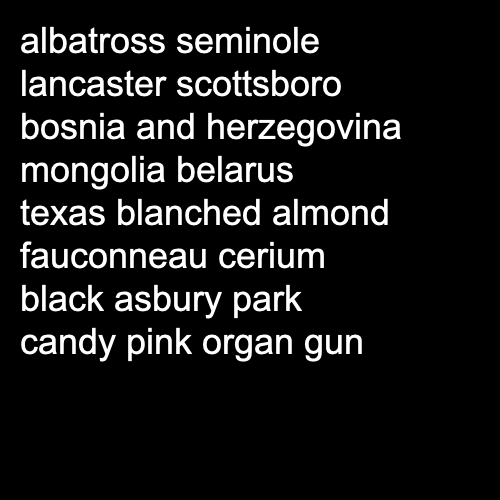 albatross seminole
lancaster scottsboro
bosnia and herzegovina
mongolia belarus
texas blanched almond
fauconneau cerium
black asbury park
candy pink organ gun